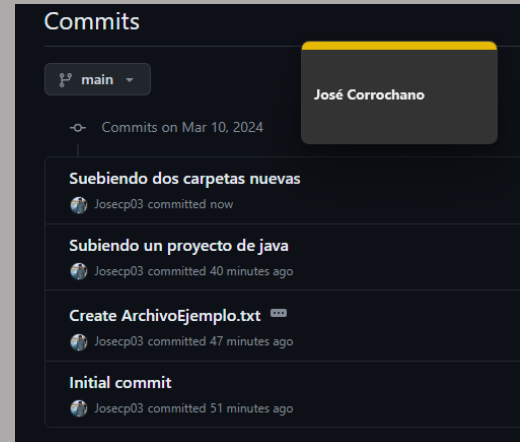 Commits
main
José Corrochano
Commits on Mar 10, 2024
Suebiendo dos carpetas nuevas
Josecp03 committed now
Subiendo un proyecto de java
Josecp03 committed 40 minutes ago
Create ArchivoEjemplo.txt
Josecp03 committed 47 minutes ago
Initial commit
Josecp03 committed 51 minutes ago